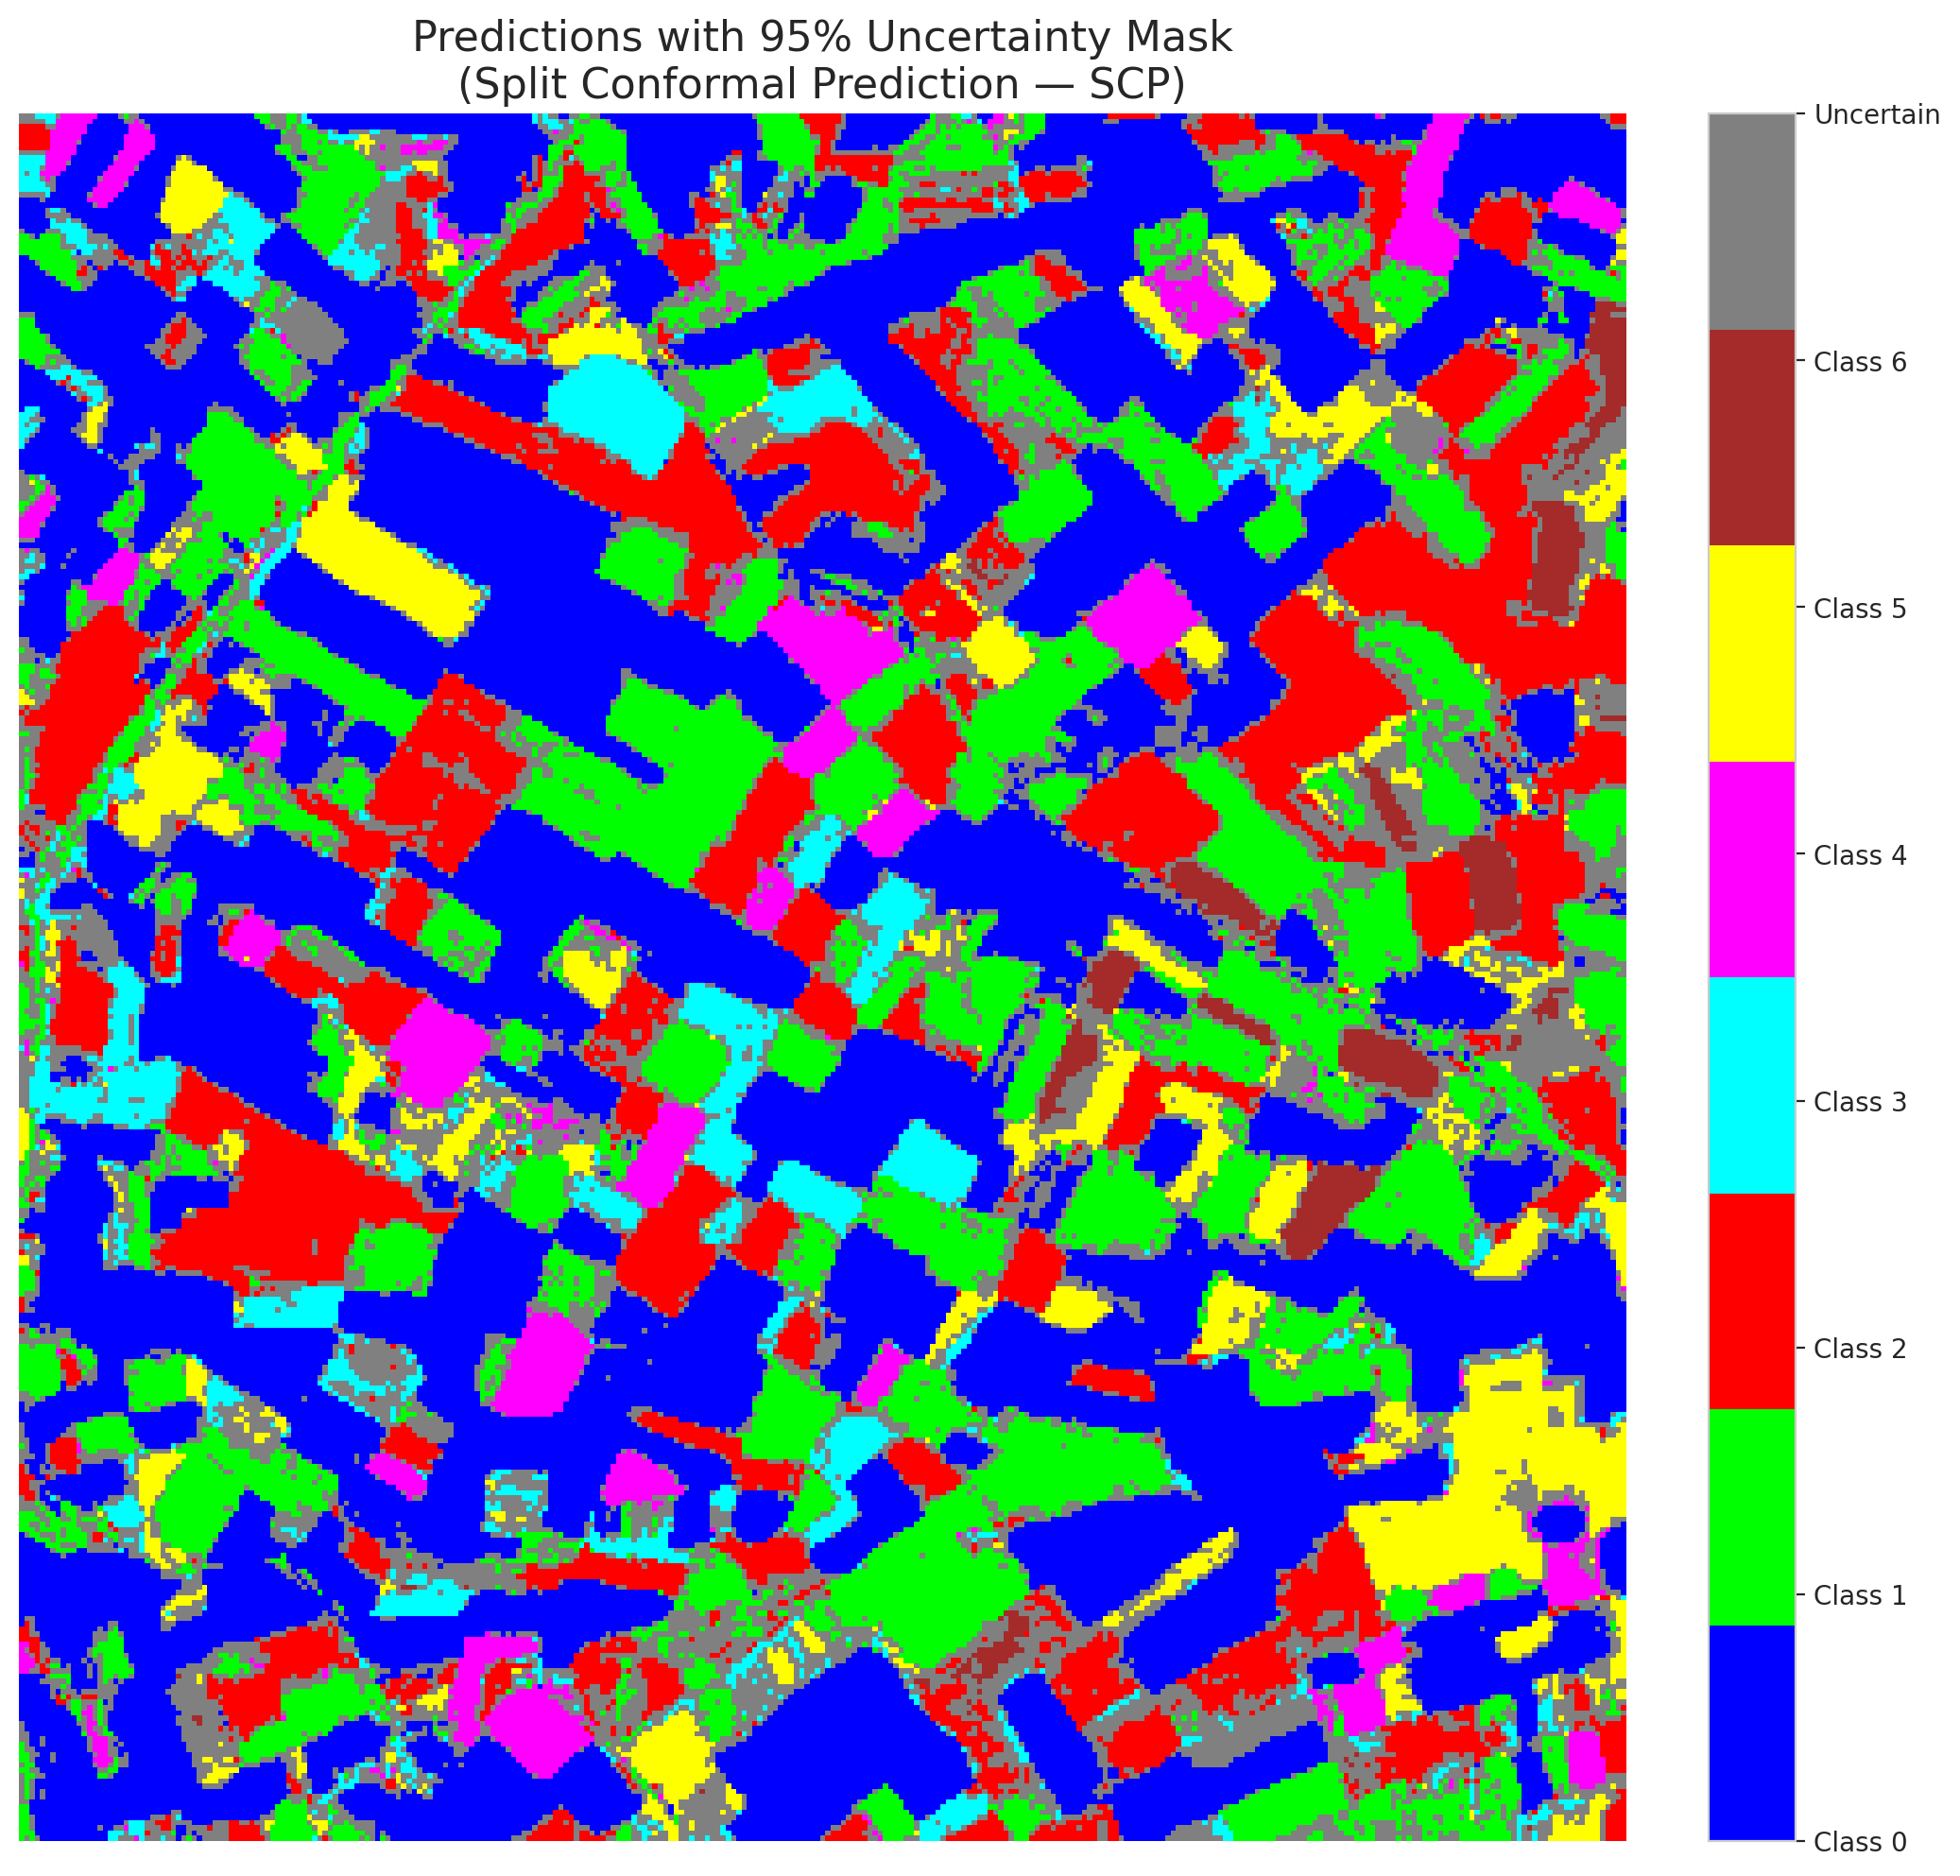 Predictions with 95% Uncertainty Mask
(Split Conformal Prediction — SCP)
Uncertain
Class 6
Class 5
Class 4
Class 3
Class 2
Class 1
Class 0